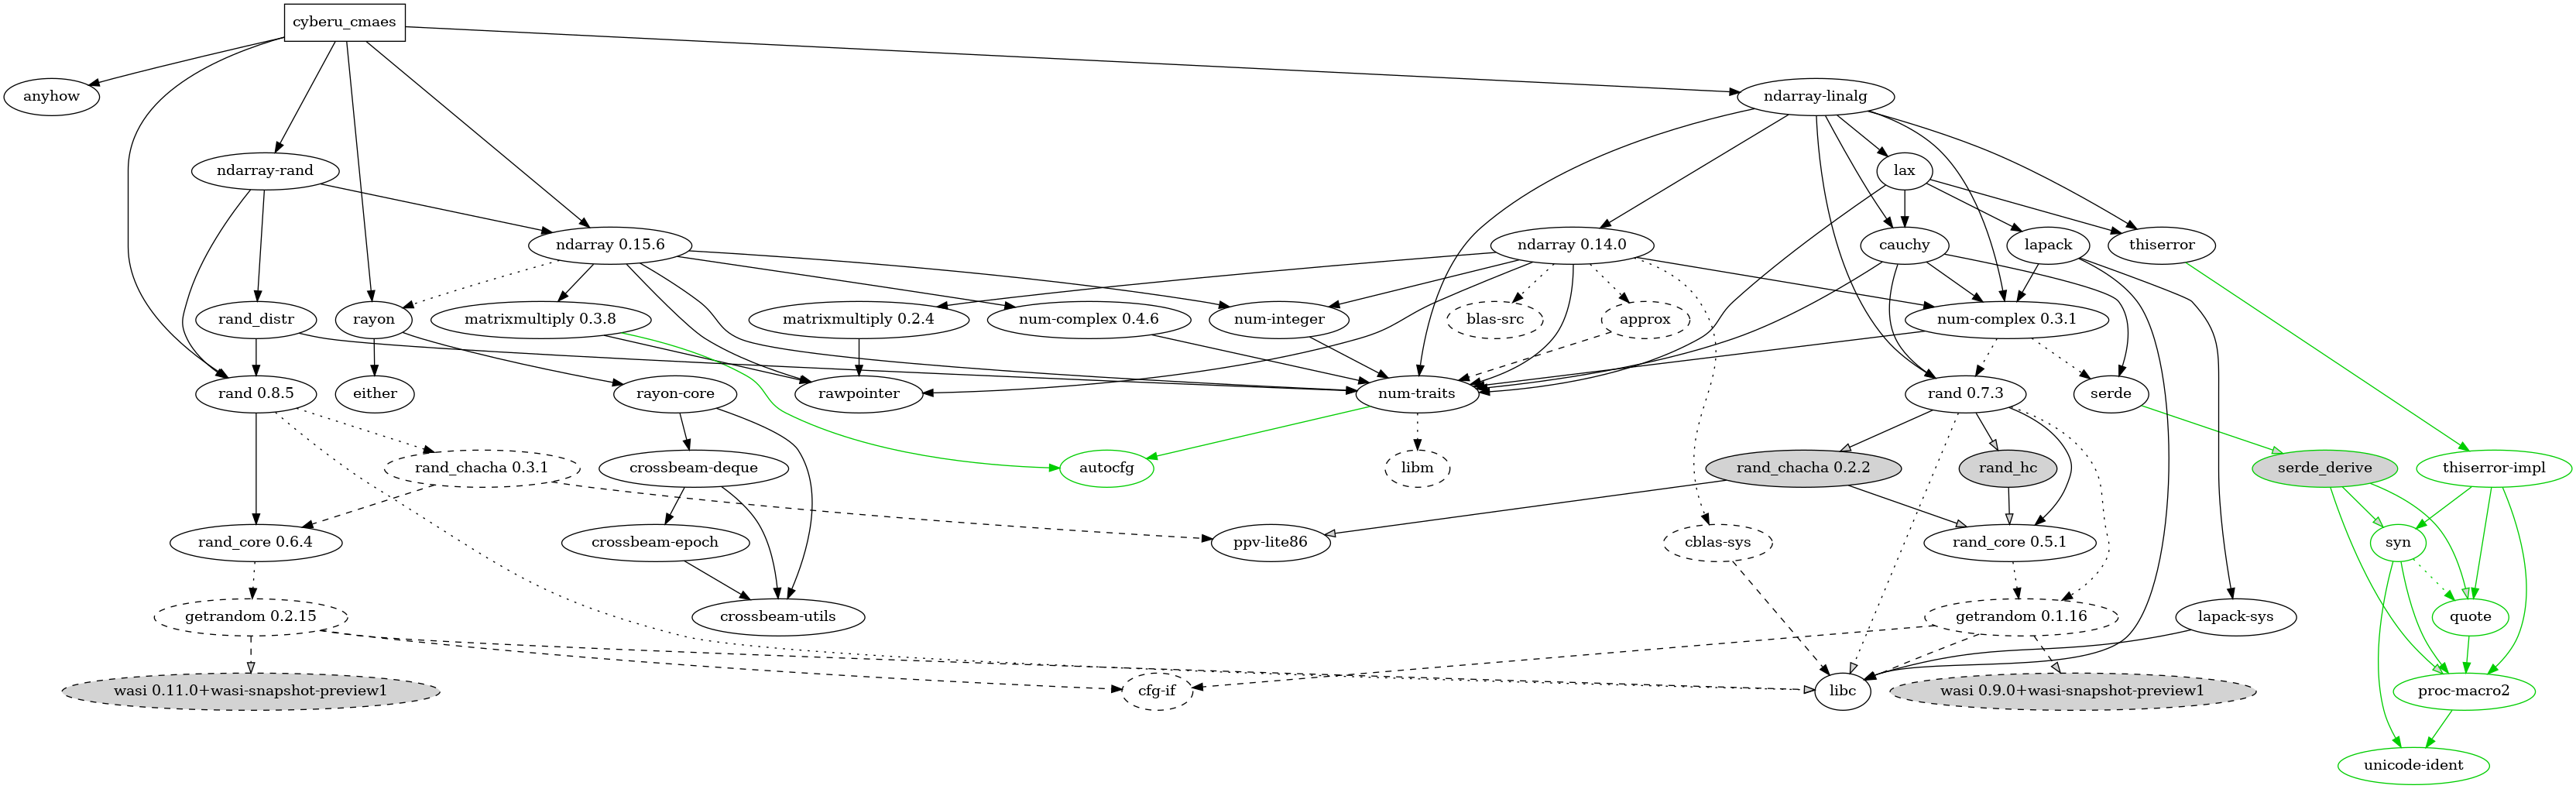 cyberu_cmaes
anyhow
ndarray-linalg
ndarray-rand
lax
ndarray 0.15.6
ndarray 0.14.0
cauchy
lapack
thiserror
rand_distr
rayon
matrixmultiply 0.3.8
matrixmultiply 0.2.4
num-complex 0.4.6
num-integer
blas-src
approx
num-complex 0.3.1
rand 0.8.5
either
rayon-core
rawpointer
num-traits
rand 0.7.3
serde
rand_chacha 0.3.1
crossbeam-deque
autocfg
libm
rand_chacha 0.2.2
rand_hc
serde_derive
thiserror-impl
rand_core 0.6.4
crossbeam-epoch
ppv-lite86
cblas-sys
rand_core 0.5.1
syn
getrandom 0.2.15
crossbeam-utils
getrandom 0.1.16
lapack-sys
quote
wasi 0.11.0+wasi-snapshot-preview1
cfg-if
libc
wasi 0.9.0+wasi-snapshot-preview1
proc-macro2
unicode-ident